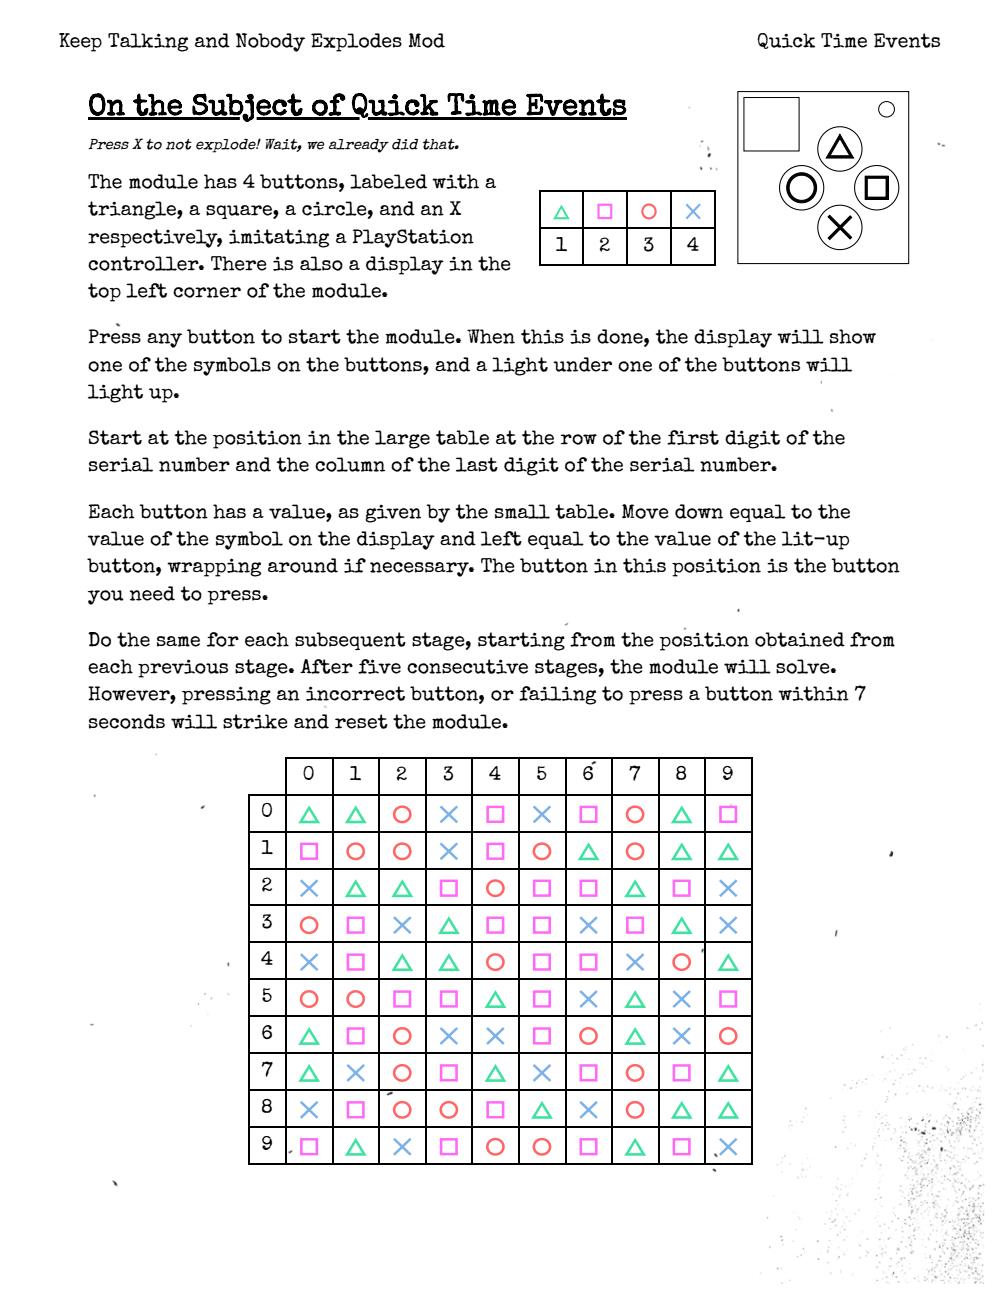 Keep Talking and Nobody Explodes Mod
Quick Time Events
On the Subject of Quick Time Events
Press X to not explode! Wait, we already did that.
The module has 4 buttons, labeled with a
triangle, a square, a circle, and an X
respectively, imitating a PlayStation
controller. There is also a display in the
top left corner of the module.
1 2 3 4
Press any button to start the module. When this is done, the display will show
one of the symbols on the buttons, and a light under one of the buttons will
light up.
Start at the position in the large table at the row of the first digit of the
serial number and the column of the last digit of the serial number.
Each button has a value, as given by the small table. Move down equal to the
value of the symbol on the display and left equal to the value of the lit-up
button, wrapping around if necessary. The button in this position is the button
you need to press.
Do the same for each subsequent stage, starting from the position obtained from
each previous stage. After five consecutive stages, the module will solve.
However, pressing an incorrect button, or failing to press a button within 7
seconds will strike and reset the module.
0 1 2 3 4 5 6 7 8 9
0
1
2
3
4
5
6
7
8
9